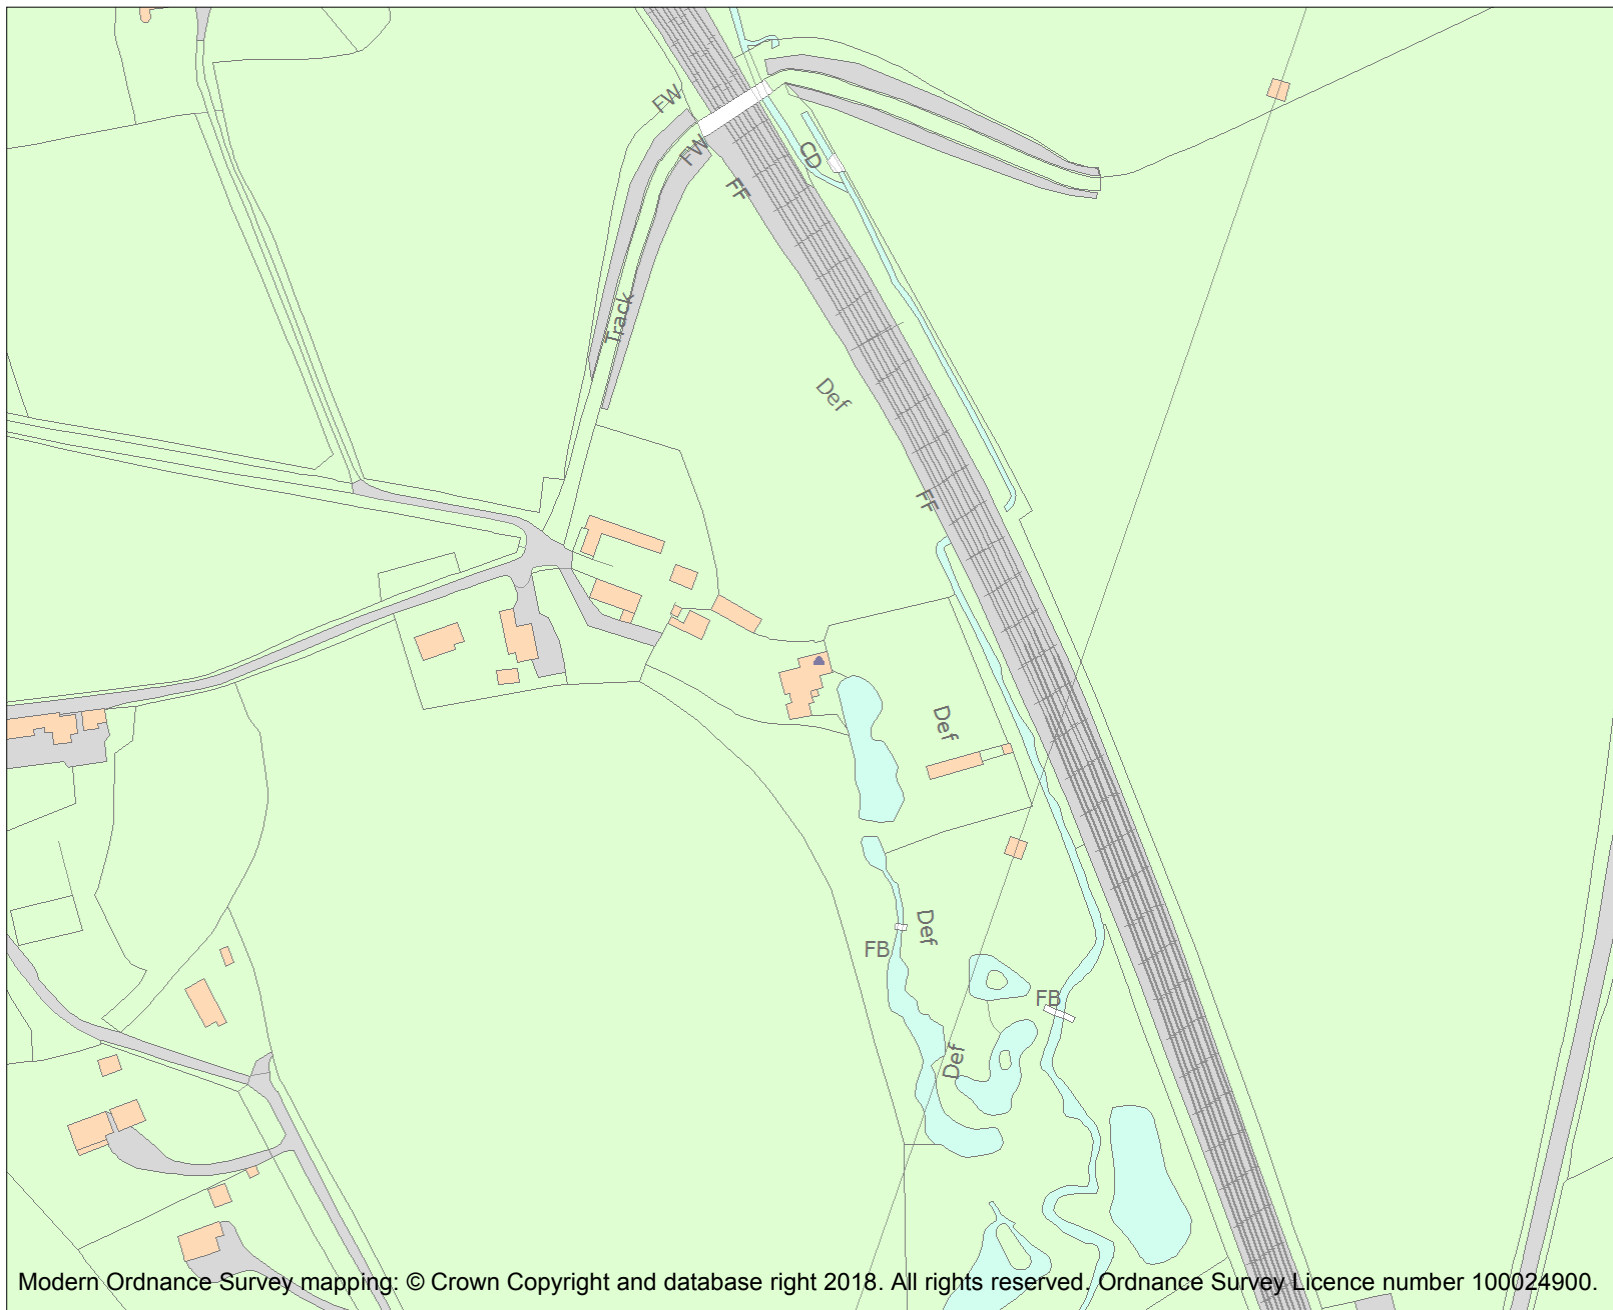 FW
FW
CD
FF
Track
Def
FF
Def
Def
FB
FB
Def
Modern Ordnance Survey mapping: © Crown Copyright and database right 2018. All rights reserved. Ordnance Survey Licence number 100024900.